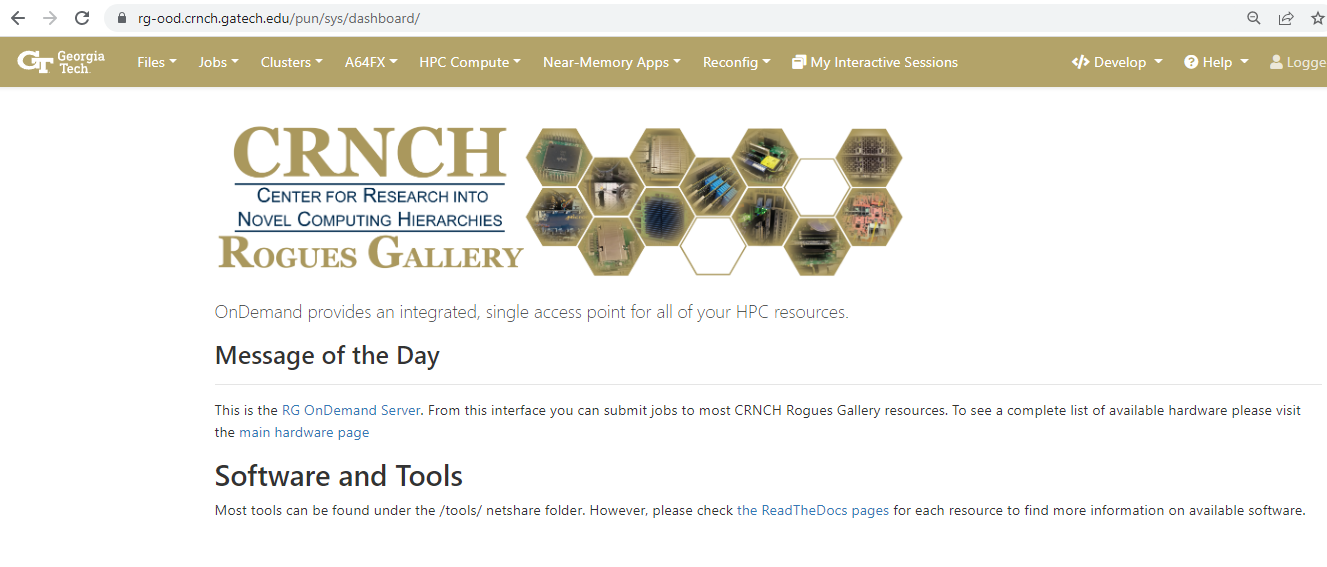 rg-ood.crnch.gatech.edu/pun/sys/dashboard/
GT Georgia Tech Files Jobs Clusters A64FX HPC Compute Near-Memory Apps Reconfig My Interactive Sessions Develop Help Logge
CRNCH
CENTER FOR RESEARCH INTO
NOVEL COMPUTING HIERARCHIES
ROGUES GALLERY
OnDemand provides an integrated, single access point for all of your HPC resources.
Message of the Day
This is the RG OnDemand Server. From this interface you can submit jobs to most CRNCH Rogues Gallery resources. To see a complete list of available hardware please visit
the main hardware page
Software and Tools
Most tools can be found under the /tools/ netshare folder. However, please check the ReadTheDocs pages for each resource to find more information on available software.